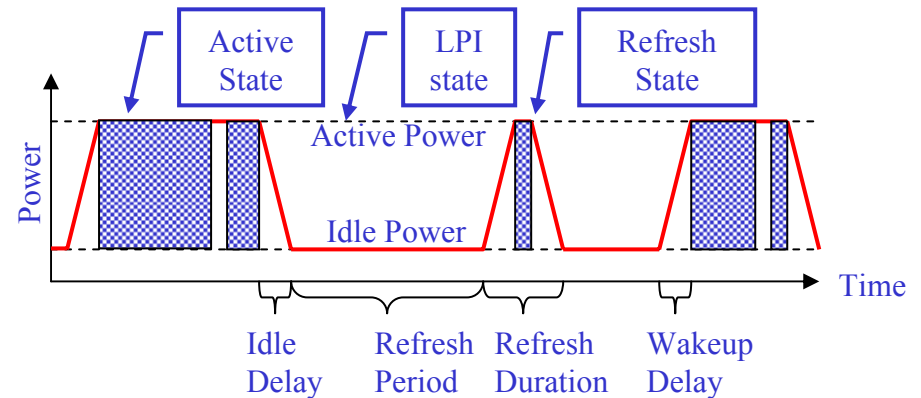 Active
State
LPI
state
Refresh
State
Active Power
Power
Idle Power
Time
Idle
Delay
Refresh
Period
Refresh
Duration
Wakeup
Delay